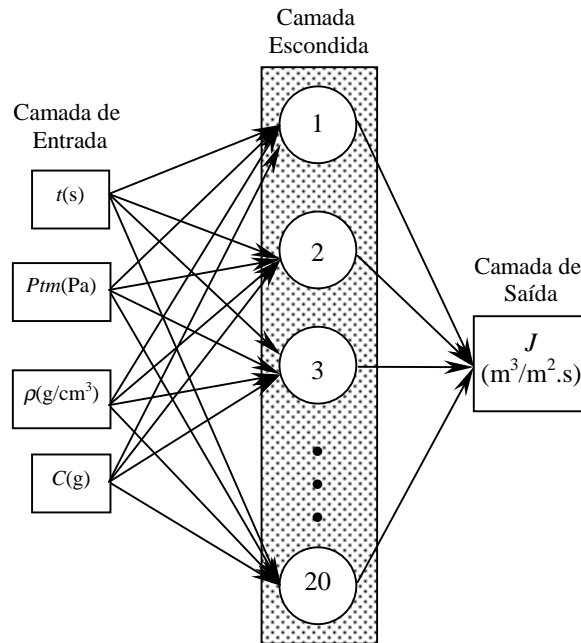 Camada
Escondida
Camada de
Entrada
t(s)
Ptm(Pa)
ρ(g/cm³)
C(g)
1
2
3
20
Camada de
Saída
J
(m³/m².s)